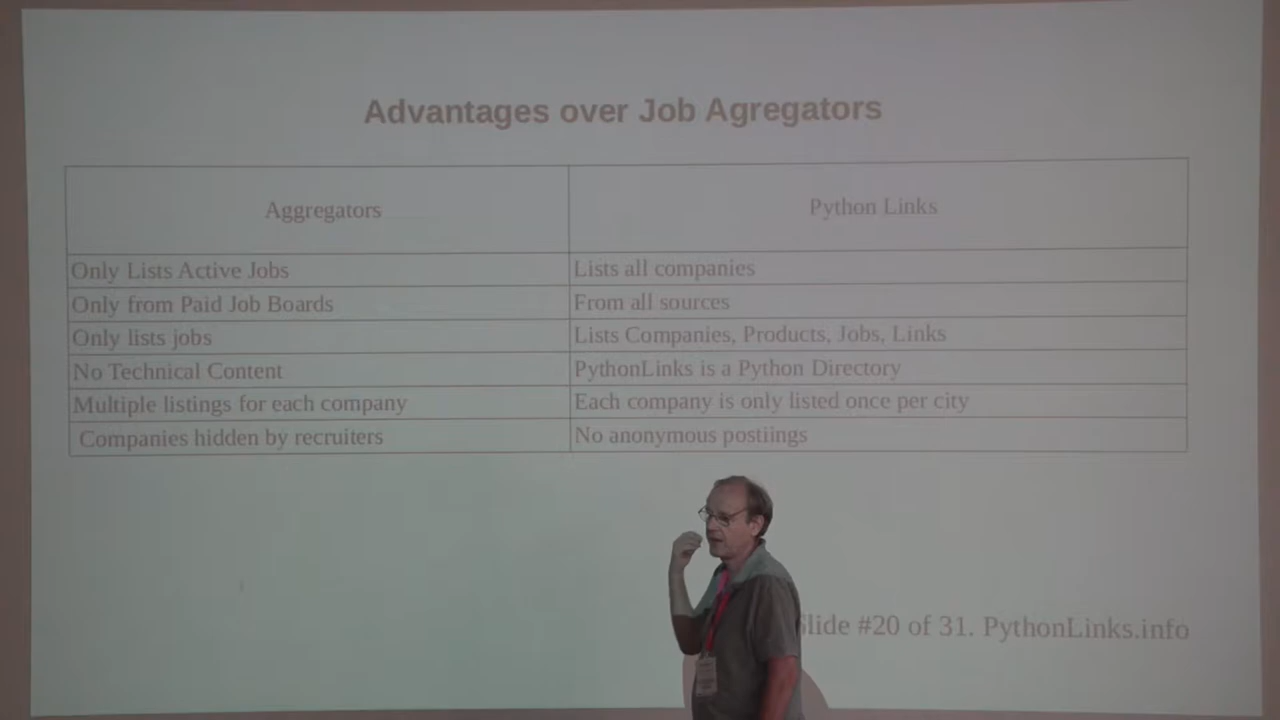 Advantages over Job Agregators
Aggregators
Python Links
Only Lists Active Jobs
Lists all companies
Only from Paid Job Boards
From all sources
Only lists jobs
Lists Companies, Products, Jobs, Links
No Technical Content
PythonLinks is a Python Directory
Multiple listings for each company
Each company is only listed once per city
Companies hidden by recruiters
No anonymous postiings
Slide #20 of 31. PythonLinks.info